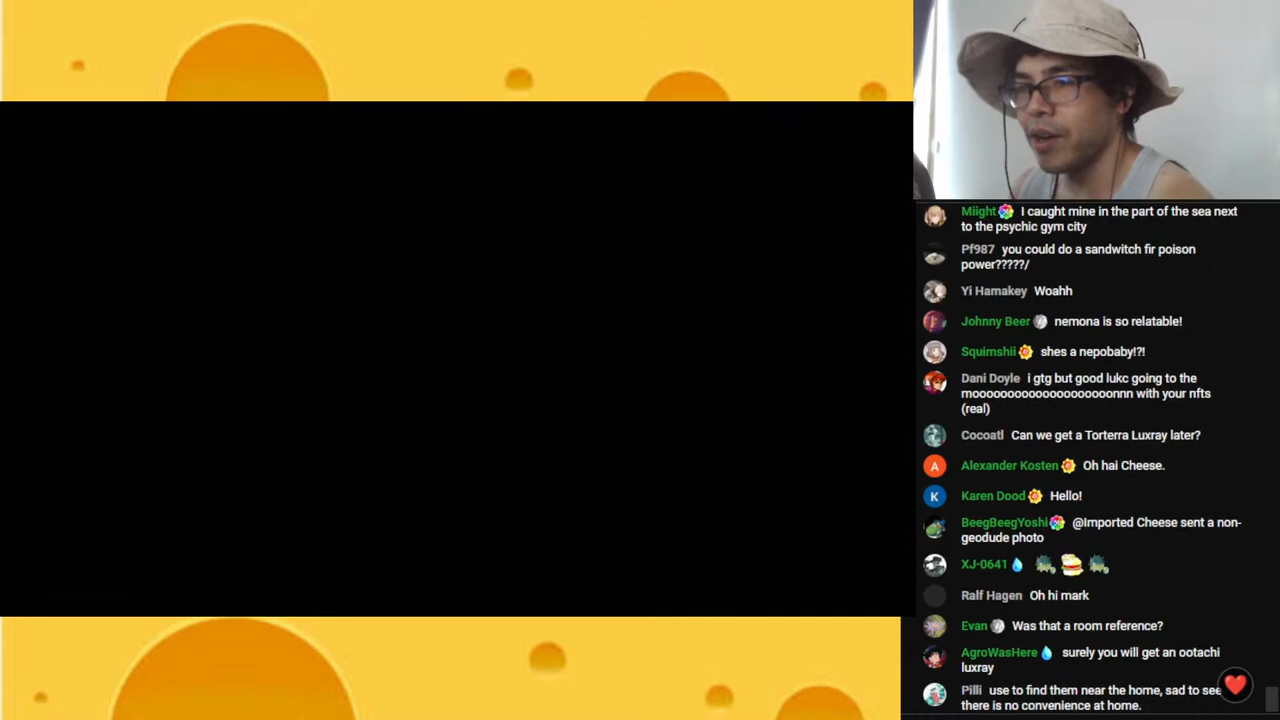 Miight I caught mine in the part of the sea next
to the psychic gym city
Pf987 you could do a sandwitch fir poison
power?????/
Yi Hamakey Woahh
Johnny Beer nemona is so relatable!
Squimshii shes a nepobaby!?!
Dani Doyle i gtg but good lukc going to the
moooooooooooooooooooonnn with your nfts
(real)
Cocoatl Can we get a Torterra Luxray later?
A
Alexander Kosten Oh hai Cheese.
K
Karen Dood Hello!
BeegBeegYoshi @Imported Cheese sent a non-
geodude photo
XJ-0641
Ralf Hagen Oh hi mark
Evan Was that a room reference?
AgroWasHere surely you will get an ootachi
luxray
Pilli use to find them near the home, sad to see
there is no convenience at home.